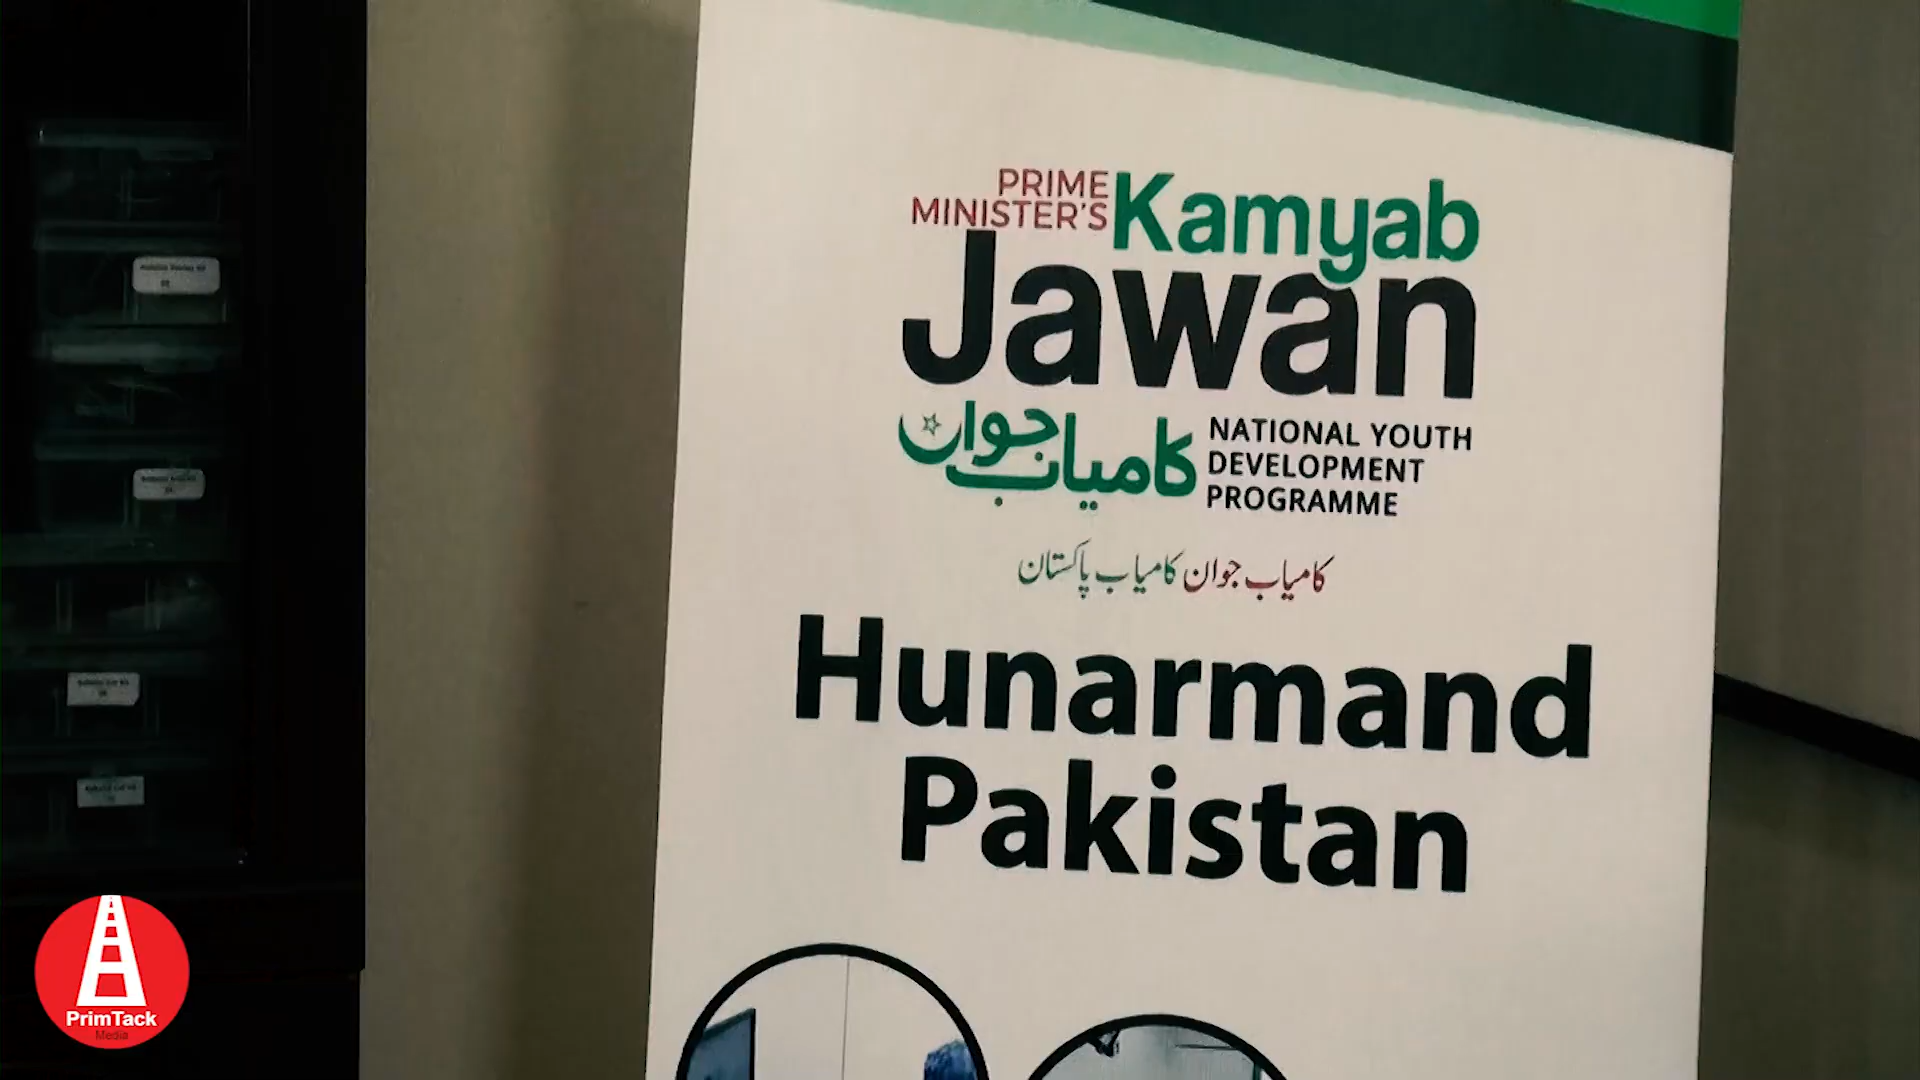 PRIME
MINISTER'S
Kamyab
Jawan
کامیاب جوان
NATIONAL YOUTH
DEVELOPMENT
PROGRAMME
کامیاب جوان کامیاب پاکستان
Hunarmand
Pakistan
PrimTack
Media